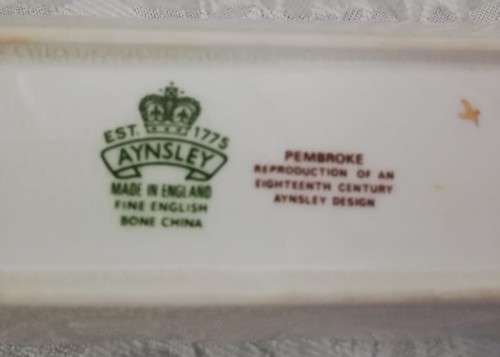 EST. 1775
AYNSLEY
MADE IN ENGLAND
FINE ENGLISH
BONE CHINA
PEMBROKE
REPRODUCTION OF AN
EIGHTEENTH CENTURY
AYNSLEY DESIGN